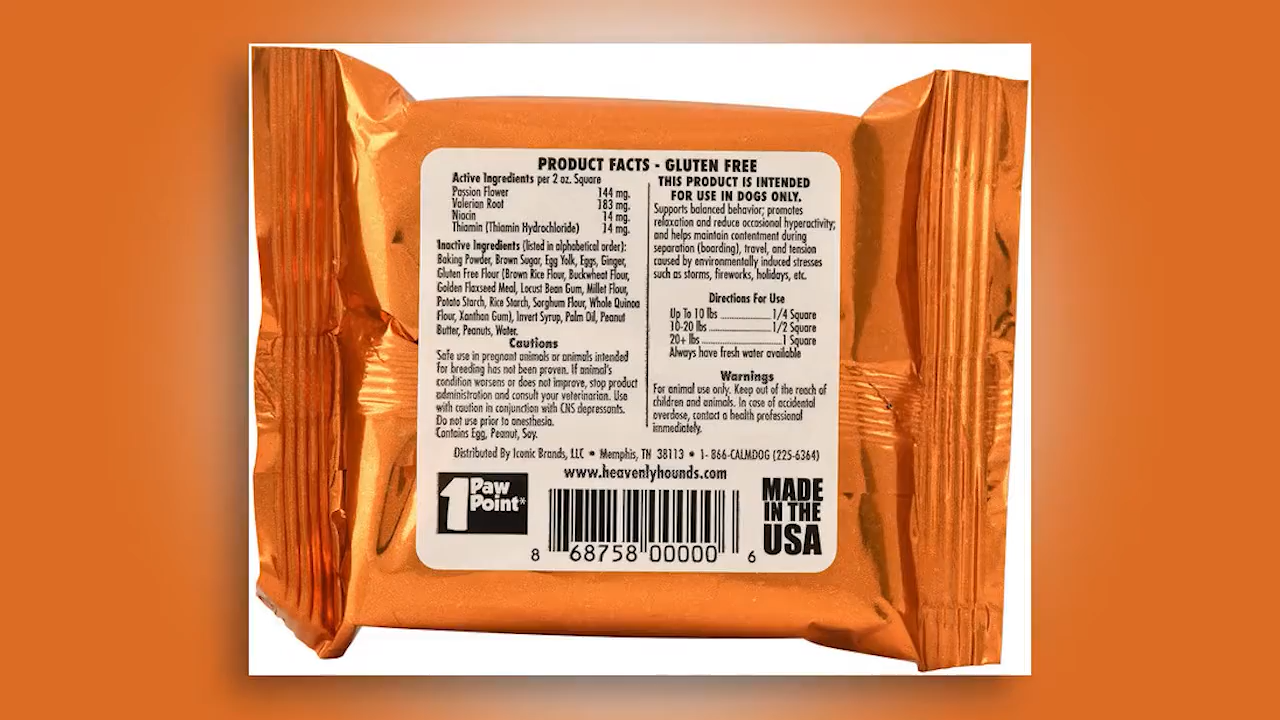 PRODUCT FACTS - GLUTEN FREE
Active Ingredients per 2 oz. Square
Passion Flower 144 mg.
Valerian Root 183 mg.
Niacin 14 mg.
Thiamin (Thiamin Hydrochloride) 14 mg.
Inactive Ingredients (listed in alphabetical order):
Baking Powder, Brown Sugar, Egg Yolk, Eggs, Ginger,
Gluten Free Flour (Brown Rice Flour, Buckwheat Flour,
Golden Flaxseed Meal, Locust Bean Gum, Millet Flour,
Potato Starch, Rice Starch, Sorghum Flour, Whole Quinoa
Flour, Xanthan Gum), Invert Syrup, Palm Oil, Peanut
Butter, Peanuts, Water.
Cautions
Safe use in pregnant animals or animals intended
for breeding has not been proven. If animal's
condition worsens or does not improve, stop product
administration and consult your veterinarian. Use
with caution in conjunction with CNS depressants.
Do not use prior to anesthesia.
Contains Egg, Peanut, Soy.
THIS PRODUCT IS INTENDED
FOR USE IN DOGS ONLY.
Supports balanced behavior; promotes
relaxation and reduce occasional hyperactivity;
and helps maintain contentment during
separation (boarding), travel, and tension
caused by environmentally induced stresses
such as storms, fireworks, holidays, etc.
Directions For Use
Up To 10 lbs ............ 1/4 Square
10-20 lbs ............ 1/2 Square
20+ lbs ............ 1 Square
Always have fresh water available
Warnings
For animal use only. Keep out of the reach of
children and animals. In case of accidental
overdose, contact a health professional
immediately.
Distributed By Iconic Brands, LLC • Memphis, TN 38113 • 1- 866-CALMDOG (225-6364)
www.heavenlyhounds.com
1 Paw
Point*
8 68758 00000 6
MADE
IN THE
USA